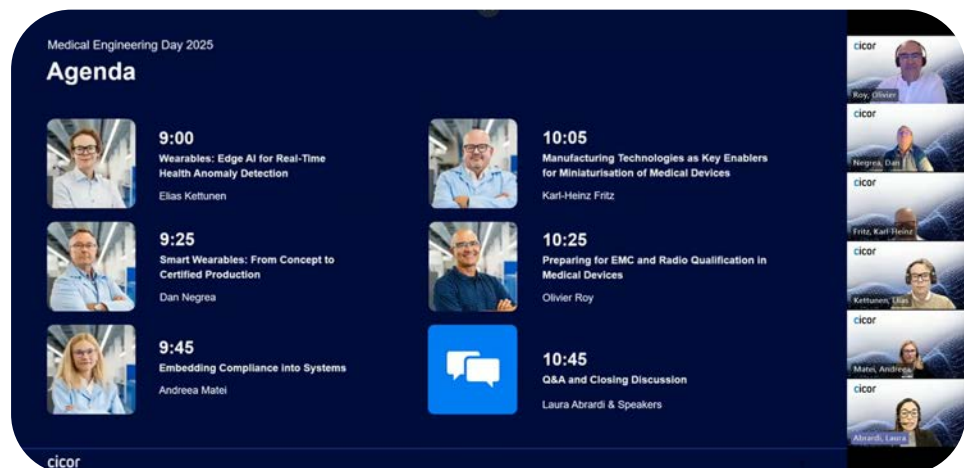 Medical Engineering Day 2025
Agenda
9:00
Wearables: Edge AI for Real-Time
Health Anomaly Detection
Elias Kettunen
9:25
Smart Wearables: From Concept to
Certified Production
Dan Negrea
9:45
Embedding Compliance into Systems
Andreea Matei
10:05
Manufacturing Technologies as Key Enablers
for Miniaturisation of Medical Devices
Karl-Heinz Fritz
10:25
Preparing for EMC and Radio Qualification in
Medical Devices
Olivier Roy
10:45
Q&A and Closing Discussion
Laura Abrardi & Speakers
cicor
cicor
Roy, Olivier
cicor
Negrea, Dan
cicor
Fritz, Karl-Heinz
cicor
Kettunen, Elias
cicor
Matei, Andreea
cicor
Abrardi, Laura